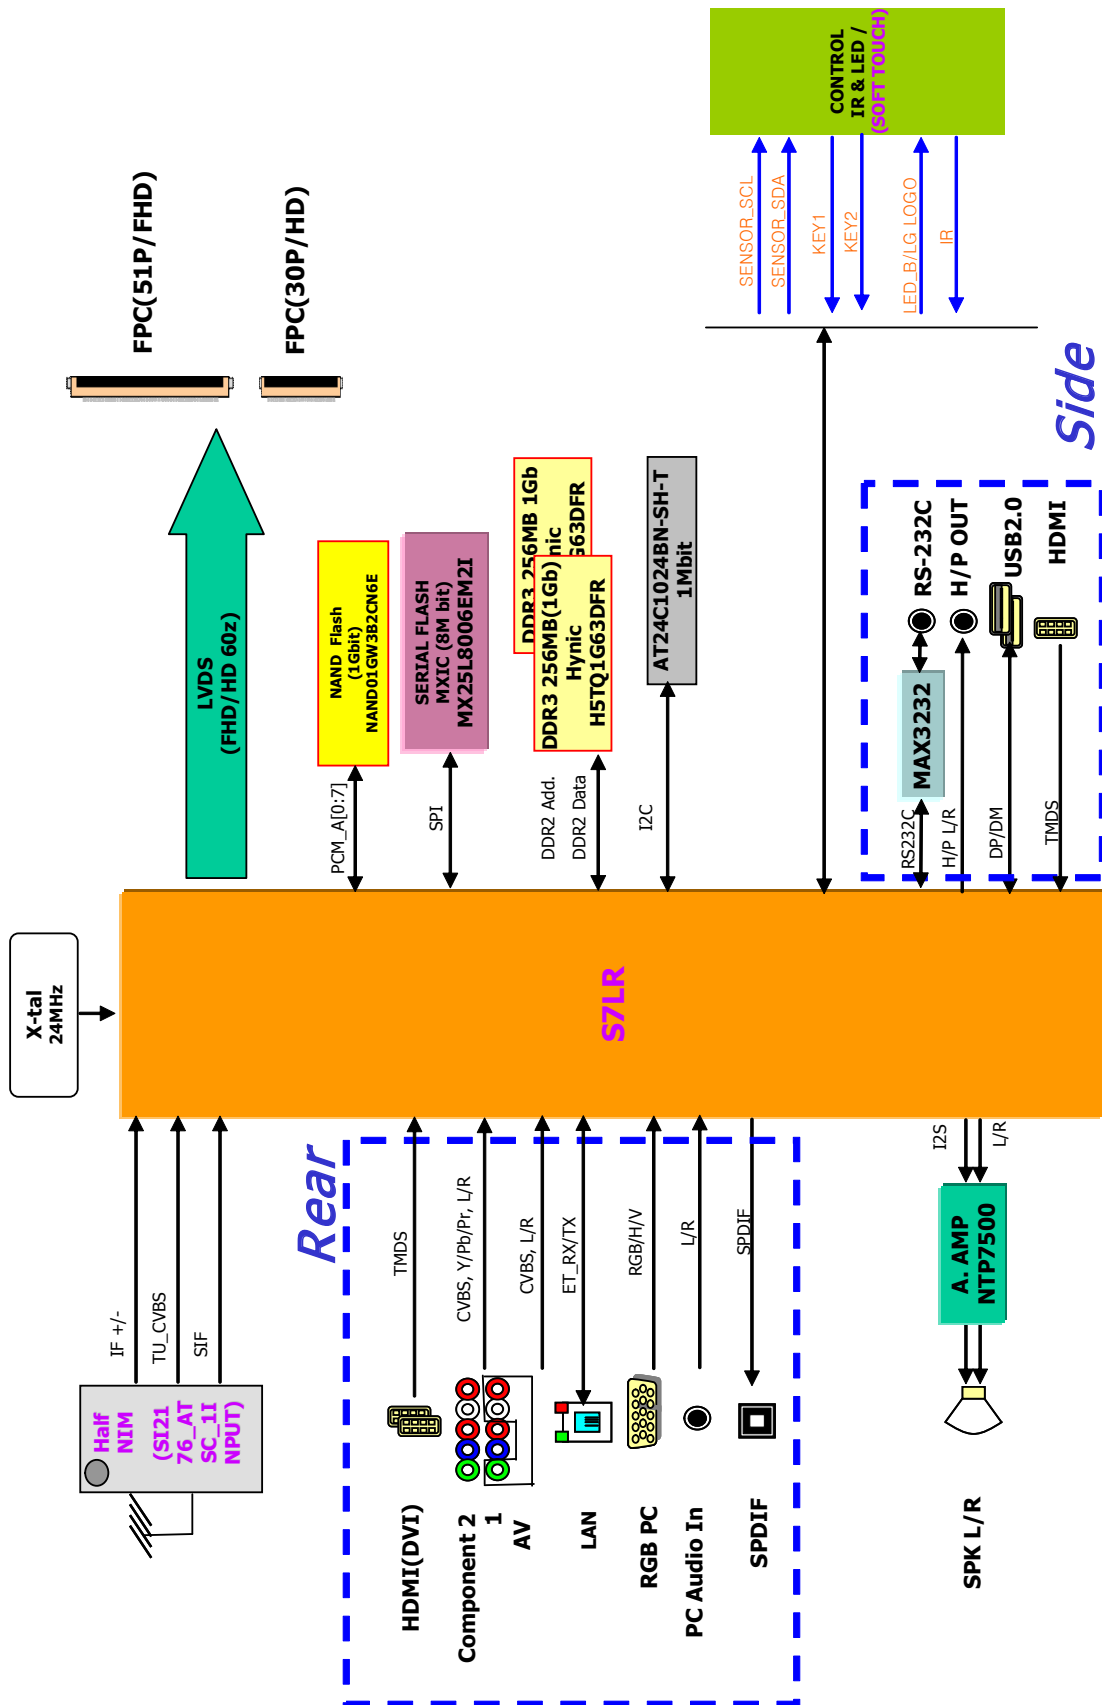 X-tal
24MHz
S7LR
Half
NIM
(SI21
76_AT
SC_1I
NPUT)
IF +/-
TU_CVBS
SIF
Rear
HDMI(DVI)
TMDS
Component 2
1
AV
CVBS, Y/Pb/Pr, L/R
CVBS, L/R
LAN
ET_RX/TX
RGB PC
RGB/H/V
PC Audio In
L/R
SPDIF
SPDIF
I2S
L/R
A. AMP
NTP7500
SPK L/R
LVDS
(FHD/HD 60z)
FPC(51P/FHD)
FPC(30P/HD)
PCM_A[0:7]
NAND Flash
(1Gbit)
NAND01GW3B2CN6E
SPI
SERIAL FLASH
MXIC (8M bit)
MX25L8006EM2I
DDR2 Add.
DDR2 Data
DDR3 256MB 1Gb
nic
G63DFR
DDR3 256MB(1Gb)
Hynic
H5TQ1G63DFR
I2C
AT24C1024BN-SH-T
1Mbit
CONTROL
IR & LED /
(SOFT TOUCH)
SENSOR_SCL
SENSOR_SDA
KEY1
KEY2
LED_B/LG LOGO
IR
Side
RS232C
MAX3232
RS-232C
H/P L/R
H/P OUT
DP/DM
USB2.0
TMDS
HDMI